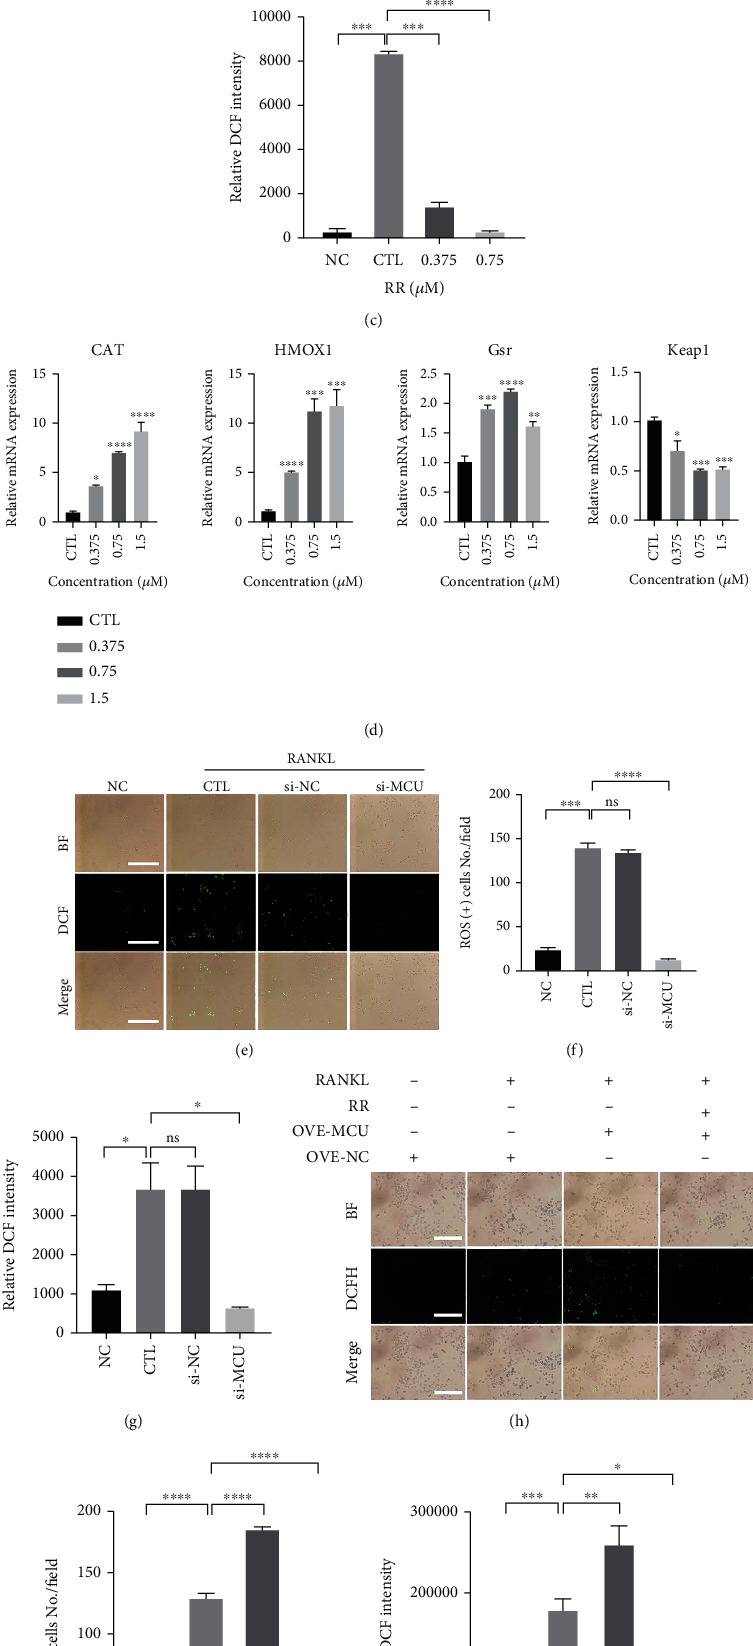 ****
*** ***
10000
8000
6000
4000
2000
0
Relative DCF intensity
NC CTL 0.375 0.75
RR (μM)
(c)
CAT HMOX1 Gsr Keap1
15
10
5
0
Relative mRNA expression
* **** ****
CTL 0.375 0.75 1.5
Concentration (μM)
15
10
5
0
Relative mRNA expression
**** *** ***
CTL 0.375 0.75 1.5
Concentration (μM)
2.5
2.0
1.5
1.0
0.5
0.0
Relative mRNA expression
*** **** **
CTL 0.375 0.75 1.5
Concentration (μM)
1.5
1.0
0.5
0.0
Relative mRNA expression
* *** ***
CTL 0.375 0.75 1.5
Concentration (μM)
CTL
0.375
0.75
1.5
(d)
RANKL
NC CTL si-NC si-MCU
BF
DCF
Merge
(e)
****
*** ns
200
150
100
50
0
ROS (+) cells No./field
NC CTL si-NC si-MCU
(f)
*
* ns
5000
4000
3000
2000
1000
0
Relative DCF intensity
NC CTL si-NC si-MCU
(g)
RANKL – + + +
RR – – – +
OVE-MCU – – + +
OVE-NC + + – –
BF
DCFH
Merge
(h)
****
**** ****
200
150
100
cells No./field
*
*** **
300000
200000
DCF intensity